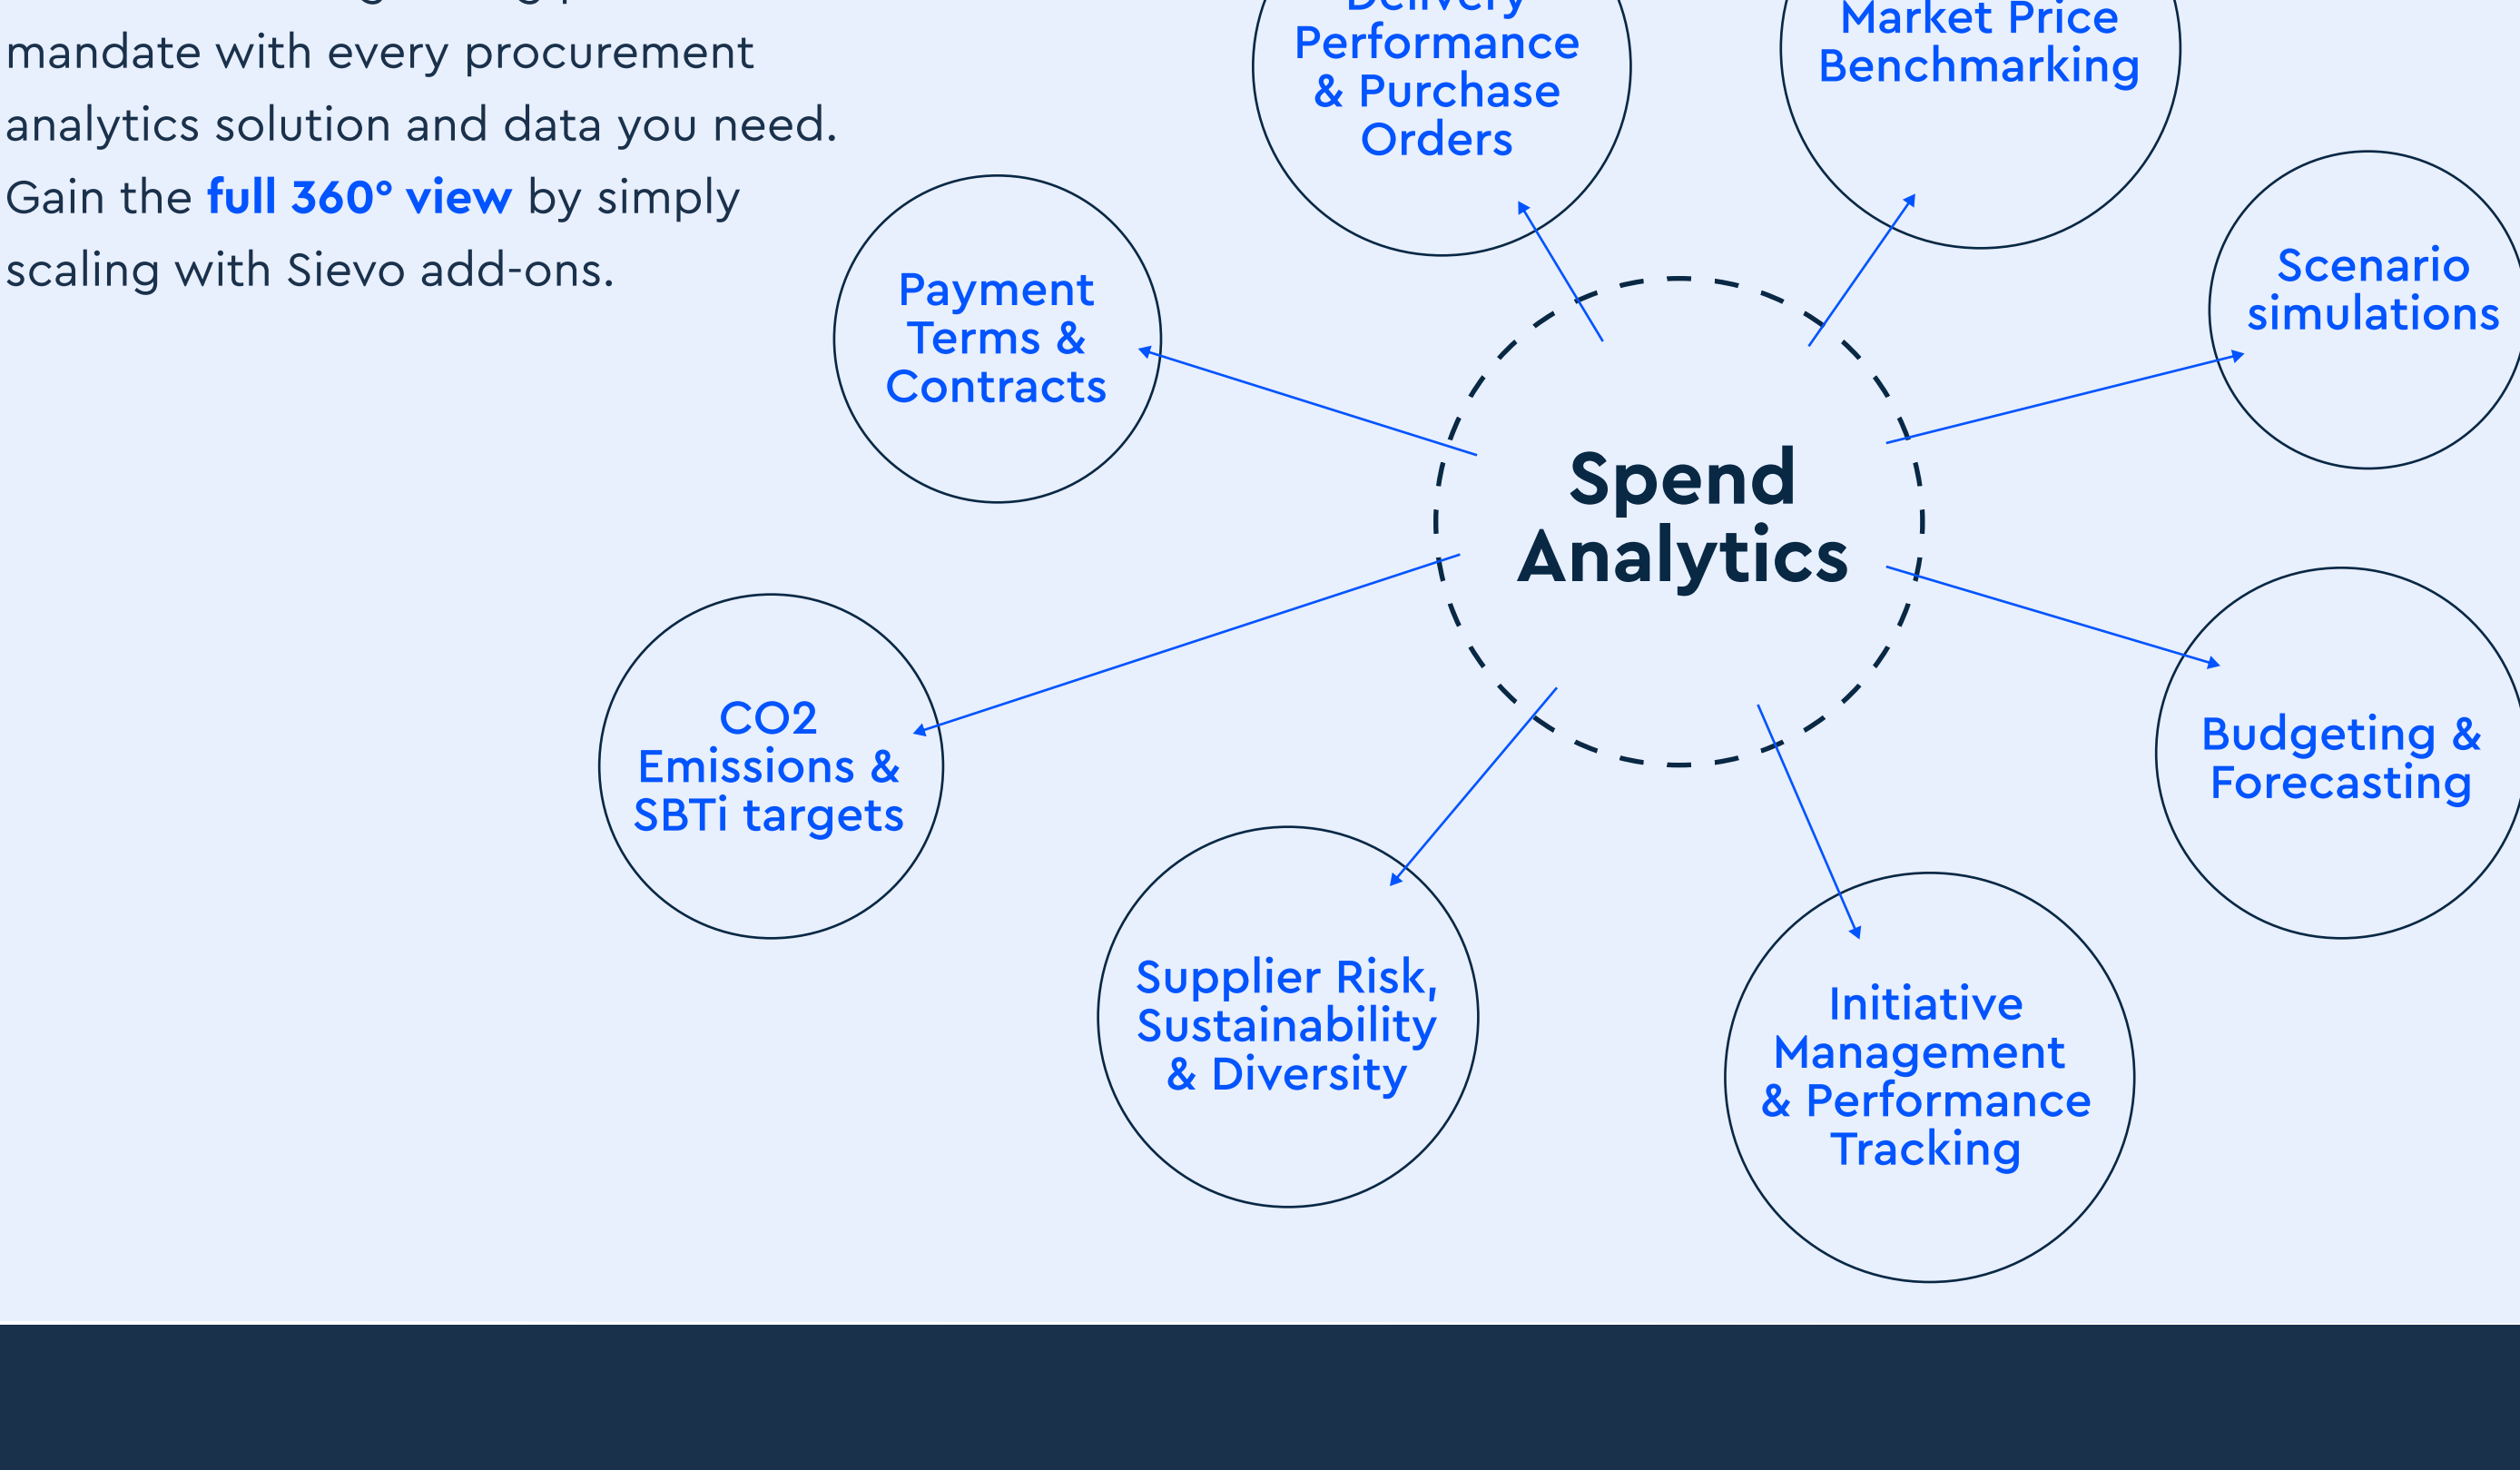 mandate with every procurement
analytics solution and data you need.
Gain the full 360° view by simply
scaling with Sievo add-ons.
Delivery
Performance
& Purchase
Orders
Market Price
Benchmarking
Scenario
simulations
Payment
Terms &
Contracts
Spend
Analytics
CO2
Emissions &
SBTi targets
Budgeting &
Forecasting
Supplier Risk,
Sustainability
& Diversity
Initiative
Management
& Performance
Tracking